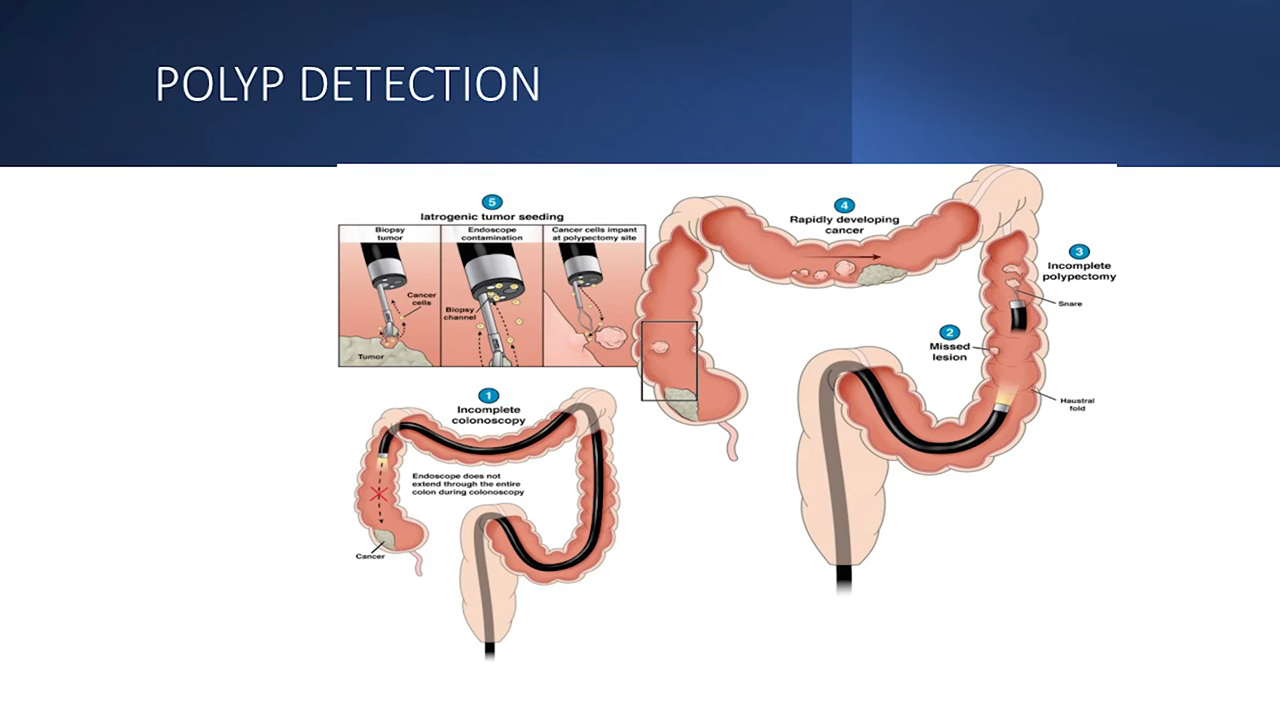 POLYP DETECTION
5
Iatrogenic tumor seeding
Biopsy
tumor
Endoscope
contamination
Cancer cells impant
at polypectomy site
Cancer
cells
Biopsy
channel
Tumor
4
Rapidly developing
cancer
3
Incomplete
polypectomy
Snare
2
Missed
lesion
Haustral
fold
1
Incomplete
colonoscopy
Endoscope does not
extend through the entire
colon during colonoscopy
Cancer